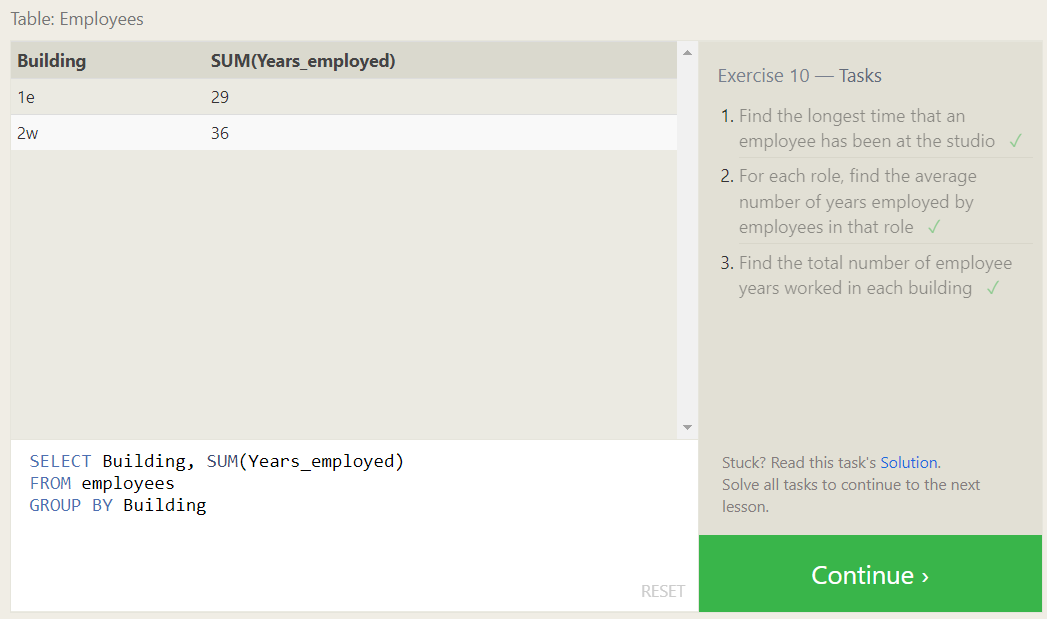 Table: Employees
Building SUM(Years_employed)
1e 29
2w 36
SELECT Building, SUM(Years_employed)
FROM employees
GROUP BY Building
RESET
Exercise 10 — Tasks
1. Find the longest time that an
employee has been at the studio ✓
2. For each role, find the average
number of years employed by
employees in that role ✓
3. Find the total number of employee
years worked in each building ✓
Stuck? Read this task's Solution.
Solve all tasks to continue to the next
lesson.
Continue ›